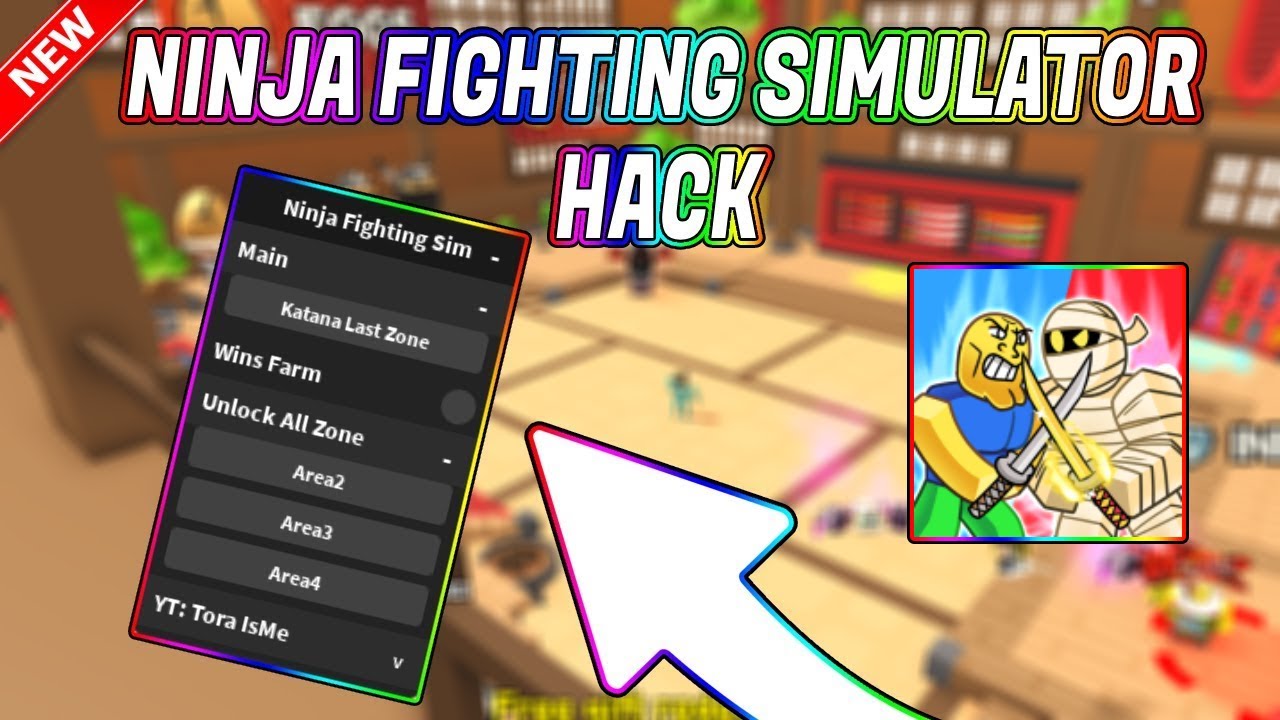 NEW
NINJA FIGHTING SIMULATOR
HACK
Ninja Fighting Sim -
Main -
Katana Last Zone
Wins Farm
Unlock All Zone -
Area2
Area3
Area4
YT: Tora IsMe v